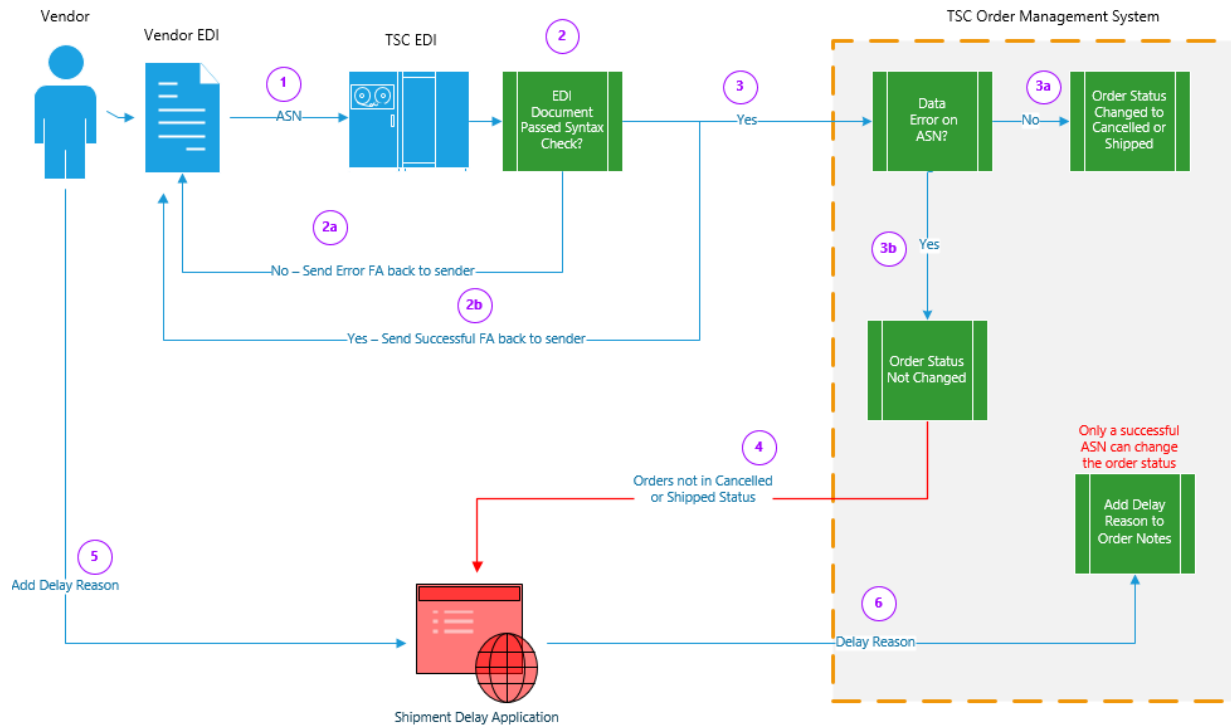 Vendor
Vendor EDI
TSC EDI
2
TSC Order Management System
1
ASN
EDI
Document
Passed Syntax
Check?
3
Yes
Data
Error on
ASN?
3a
No
Order Status
Changed to
Cancelled or
Shipped
2a
No – Send Error FA back to sender
2b
Yes – Send Successful FA back to sender
3b
Yes
Order Status
Not Changed
4
Orders not in Cancelled
or Shipped Status
Only a successful
ASN can change
the order status
Add Delay
Reason to
Order Notes
5
Add Delay Reason
6
Delay Reason
Shipment Delay Application